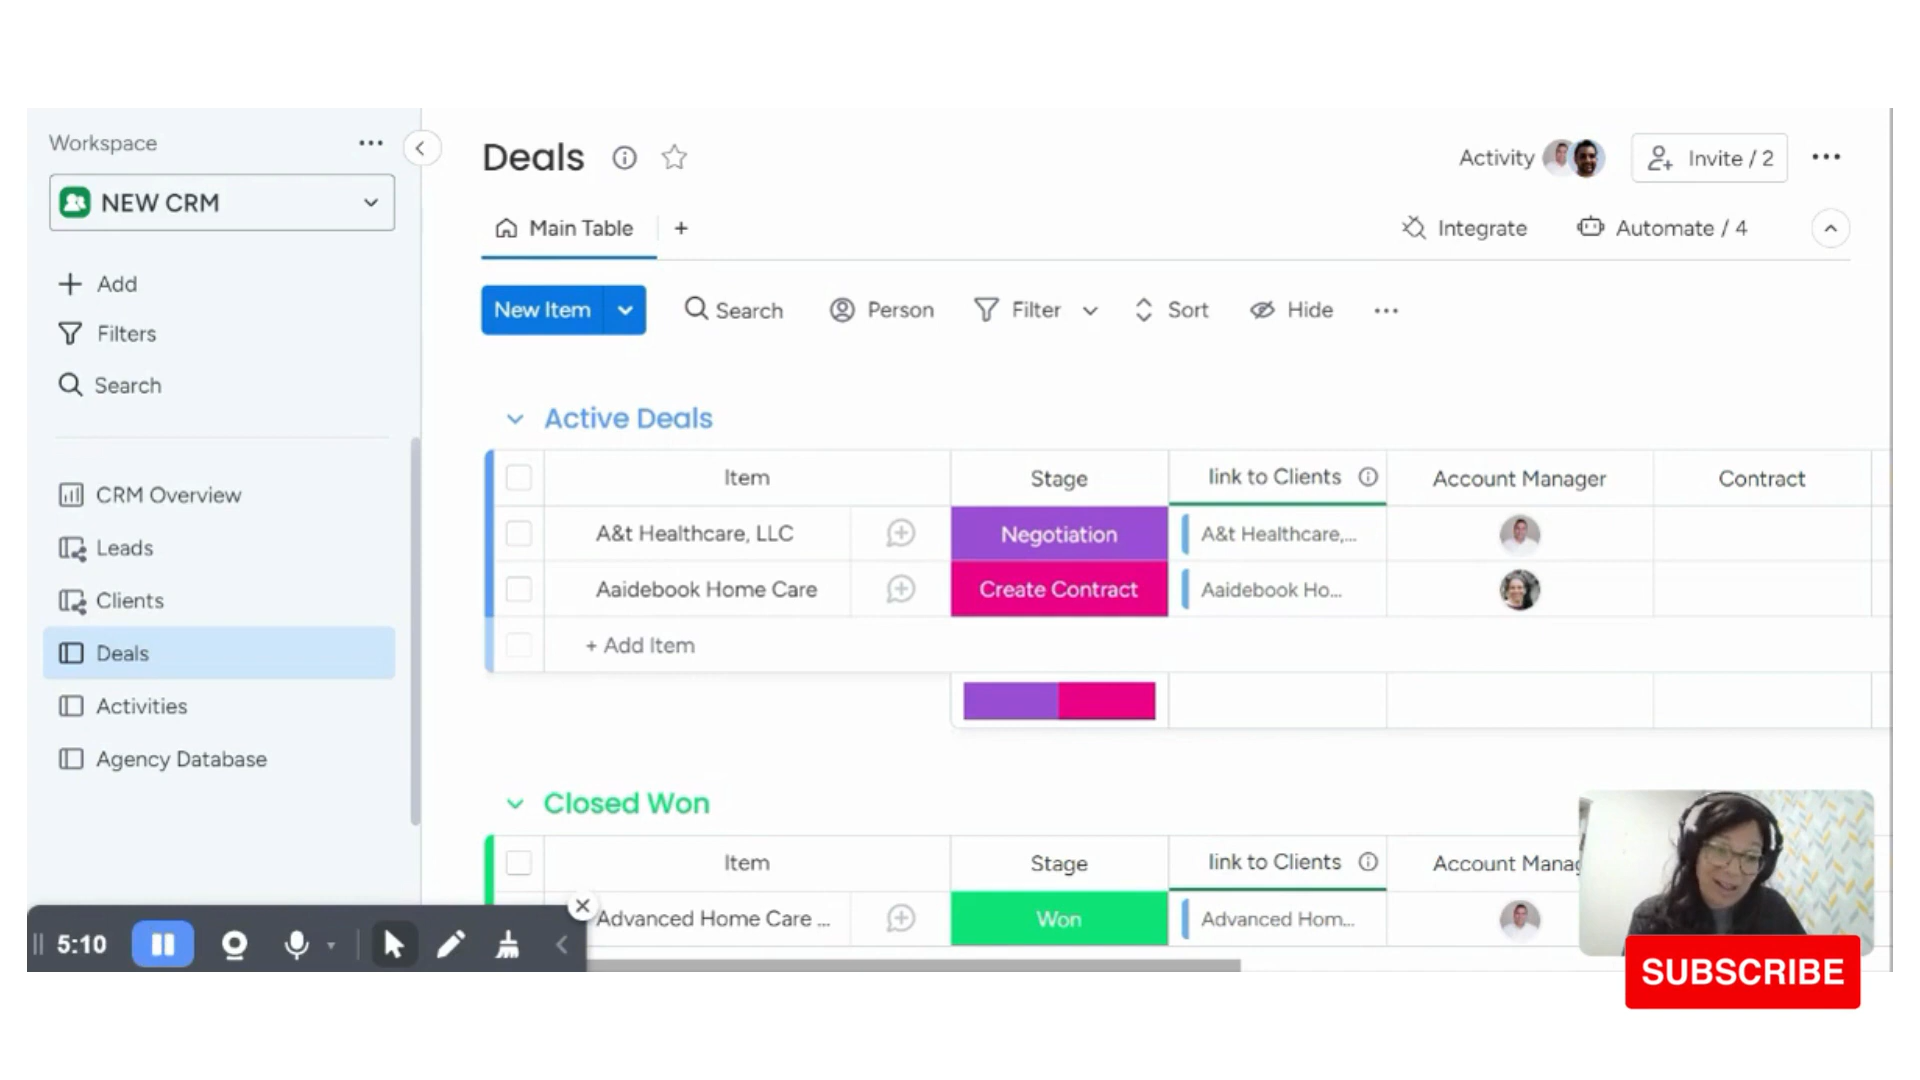 Workspace
NEW CRM
Add
Filters
Search
CRM Overview
Leads
Clients
Deals
Activities
Agency Database
Deals
Activity
Invite / 2
Main Table
+
Integrate
Automate / 4
New Item
Search
Person
Filter
Sort
Hide
Active Deals
Item Stage link to Clients Account Manager Contract
A&t Healthcare, LLC Negotiation A&t Healthcare,...
Aaidebook Home Care Create Contract Aaidebook Ho...
+ Add Item
Closed Won
Item Stage link to Clients Account Manag
Advanced Home Care ... Won Advanced Hom...
5:10
SUBSCRIBE